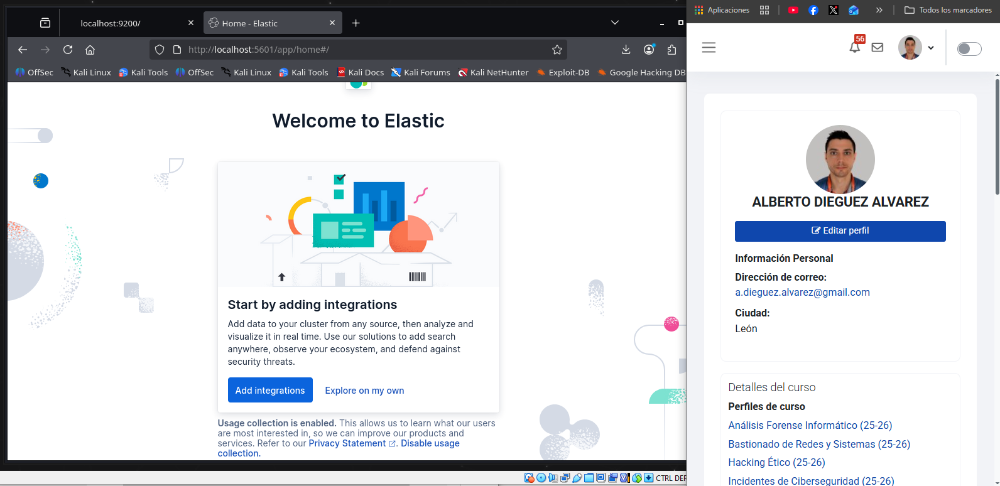 localhost:9200/
Home - Elastic
http://localhost:5601/app/home#/
OffSec
Kali Linux
Kali Tools
OffSec
Kali Linux
Kali Tools
Kali Docs
Kali Forums
Kali NetHunter
Exploit-DB
Google Hacking DB
Welcome to Elastic
Start by adding integrations
Add data to your cluster from any source, then analyze and
visualize it in real time. Use our solutions to add search
anywhere, observe your ecosystem, and defend against
security threats.
Add integrations
Explore on my own
Usage collection is enabled. This allows us to learn what our users
are most interested in, so we can improve our products and
services. Refer to our Privacy Statement. Disable usage
collection.
CTRL DER
Aplicaciones
Todos los marcadores
56
ALBERTO DIEGUEZ ALVAREZ
Editar perfil
Información Personal
Dirección de correo:
a.dieguez.alvarez@gmail.com
Ciudad:
León
Detalles del curso
Perfiles de curso
Análisis Forense Informático (25-26)
Bastionado de Redes y Sistemas (25-26)
Hacking Ético (25-26)
Incidentes de Ciberseguridad (25-26)